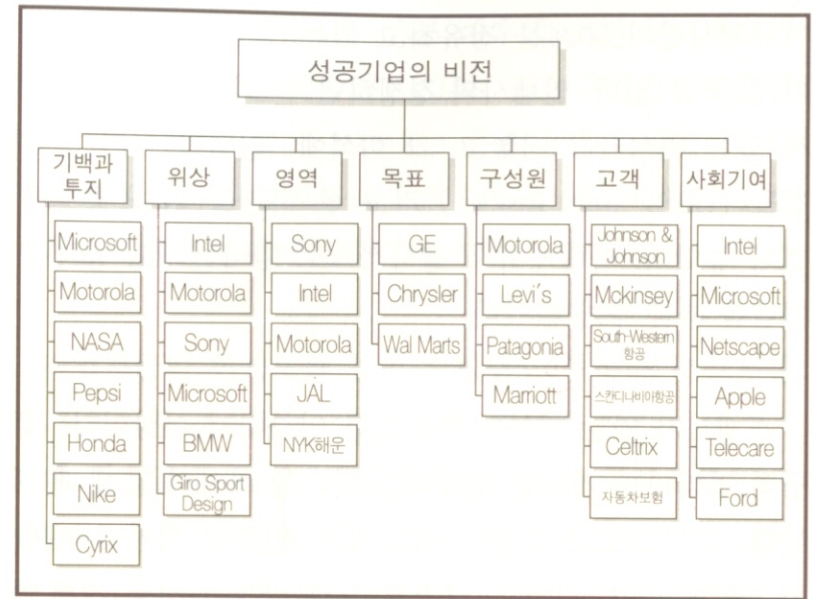 성공기업의 비전
기백과
투지
Microsoft
Motorola
NASA
Pepsi
Honda
Nike
Cyrix
위상
Intel
Motorola
Sony
Microsoft
BMW
Giro Sport
Design
영역
Sony
Intel
Motorola
JAL
NYK해운
목표
GE
Chrysler
Wal Marts
구성원
Motorola
Levi´s
Patagonia
Marriott
고객
Johnson &
Johnson
Mckinsey
South-Western
항공
스칸디나비아항공
Celtrix
자동차보험
사회기여
Intel
Microsoft
Netscape
Apple
Telecare
Ford